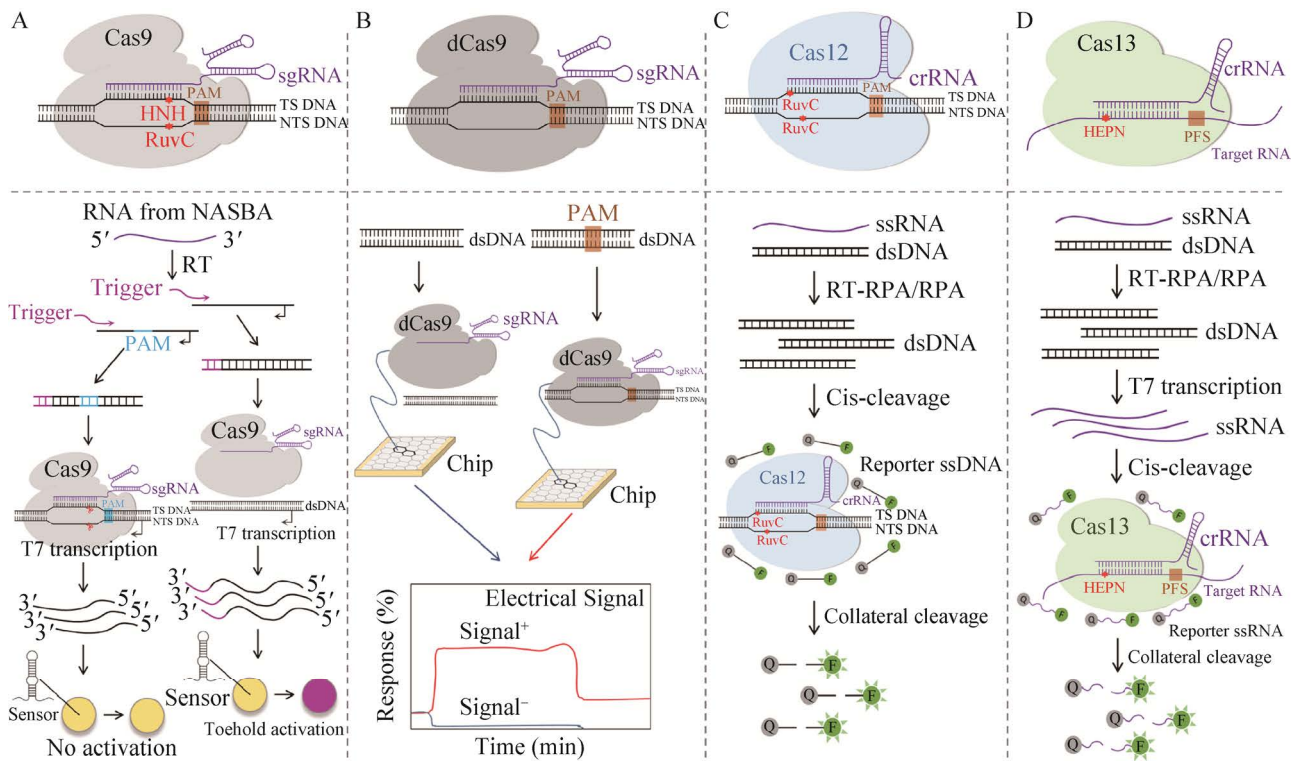 A
Cas9
sgRNA
PAM
HNH
RuvC
TS DNA
NTS DNA
RNA from NASBA
5′ 3′
RT
Trigger
Trigger
PAM
Cas9
sgRNA
PAM
TS DNA
NTS DNA
T7 transcription
3′ 5′
3′ 5′
3′ 5′
Sensor
No activation
Cas9
sgRNA
dsDNA
T7 transcription
3′ 5′
3′ 5′
3′ 5′
Sensor
Toehold activation
B
dCas9
sgRNA
PAM
TS DNA
NTS DNA
dsDNA
PAM
dsDNA
dCas9
sgRNA
Chip
dCas9
sgRNA
TS DNA
NTS DNA
Chip
Electrical Signal
Signal⁺
Signal⁻
Response (%)
Time (min)
C
Cas12
crRNA
PAM
RuvC
RuvC
TS DNA
NTS DNA
ssRNA
dsDNA
RT-RPA/RPA
dsDNA
Cis-cleavage
Q F
Q F
Reporter ssDNA
Q F
Cas12
crRNA
RuvC
RuvC
TS DNA
NTS DNA
Q F
Q F
Q F
Collateral cleavage
Q F
Q F
Q F
D
Cas13
crRNA
HEPN
PFS
Target RNA
ssRNA
dsDNA
RT-RPA/RPA
dsDNA
T7 transcription
ssRNA
Cis-cleavage
Q F
Q F
Cas13
crRNA
HEPN
PFS
Target RNA
Q F
Q F
Q F
Reporter ssRNA
Collateral cleavage
Q F
Q F
Q F